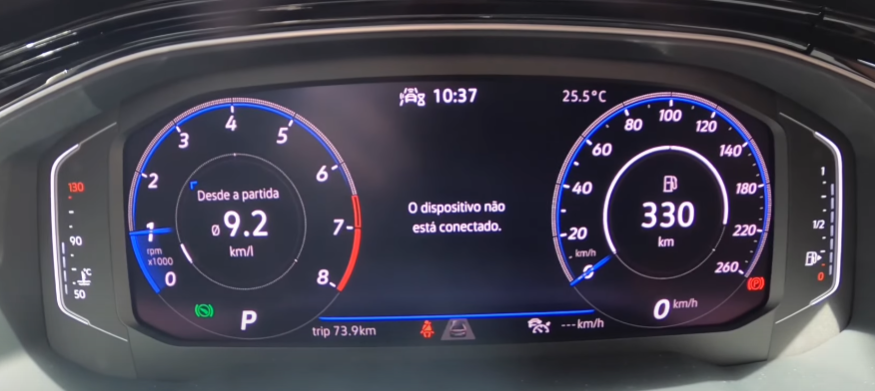 10:37
25.5°C
130
90
°C
50
0
1
2
3
4
5
6
7
8
rpm
x1000
Desde a partida
ø 9.2
km/l
P
O dispositivo não
está conectado.
trip 73.9km
--- km/h
0
20
40
60
80
100
120
140
180
220
260
km/h
330
km
0 km/h
(P)
1
1/2
0